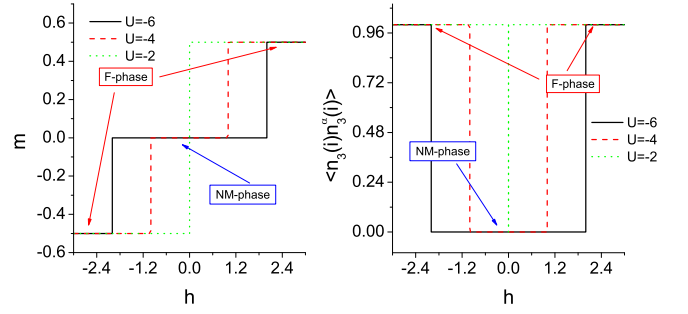 0.6
0.4
0.2
0.0
-0.2
-0.4
-0.6
m
U=-6
U=-4
U=-2
F-phase
NM-phase
-2.4 -1.2 0.0 1.2 2.4
h
0.96
0.72
0.48
0.24
0.00
<n₃(i)n₃^α(i)>
F-phase
NM-phase
U=-6
U=-4
U=-2
-2.4 -1.2 0.0 1.2 2.4
h